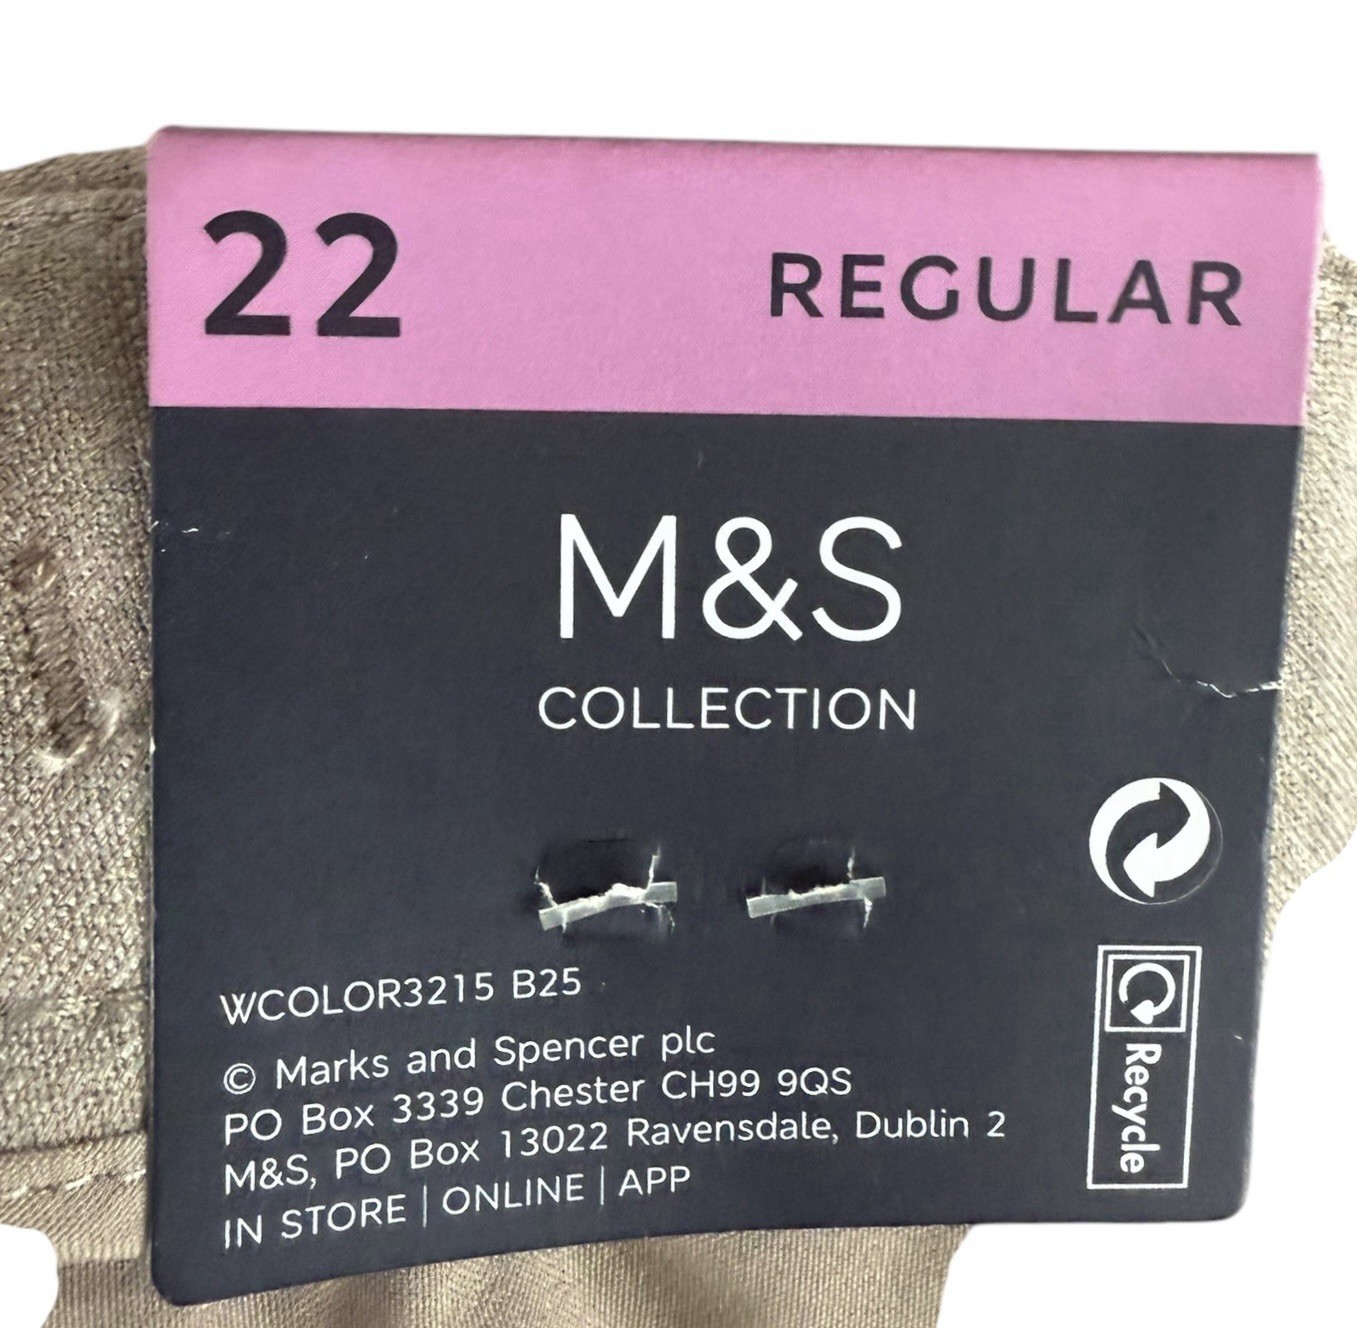 22 REGULAR
M&S
COLLECTION
WCOLOR3215 B25
© Marks and Spencer plc
PO Box 3339 Chester CH99 9QS
M&S, PO Box 13022 Ravensdale, Dublin 2
IN STORE | ONLINE | APP
Recycle